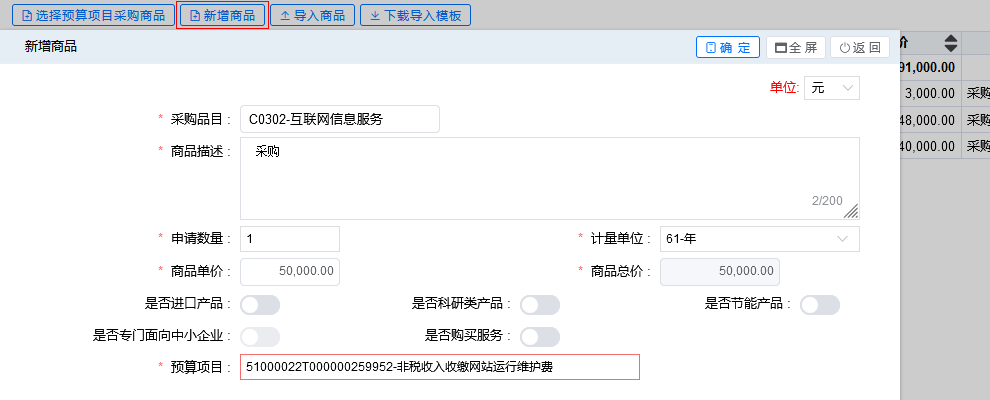 选择预算项目采购商品 新增商品 导入商品 下载导入模板
新增商品 确 定 全 屏 返 回 价
91,000.00
单位: 元 3,000.00 采购
* 采购品目 : C0302-互联网信息服务 48,000.00
* 商品描述 : 采购 40,000.00 采购
2/200
* 申请数量 : 1 * 计量单位 : 61-年
* 商品单价 : 50,000.00 * 商品总价 : 50,000.00
是否进口产品 : 是否科研类产品 : 是否节能产品 :
是否专门面向中小企业 : 是否购买服务 :
* 预算项目 : 51000022T000000259952-非税收入收缴网站运行维护费